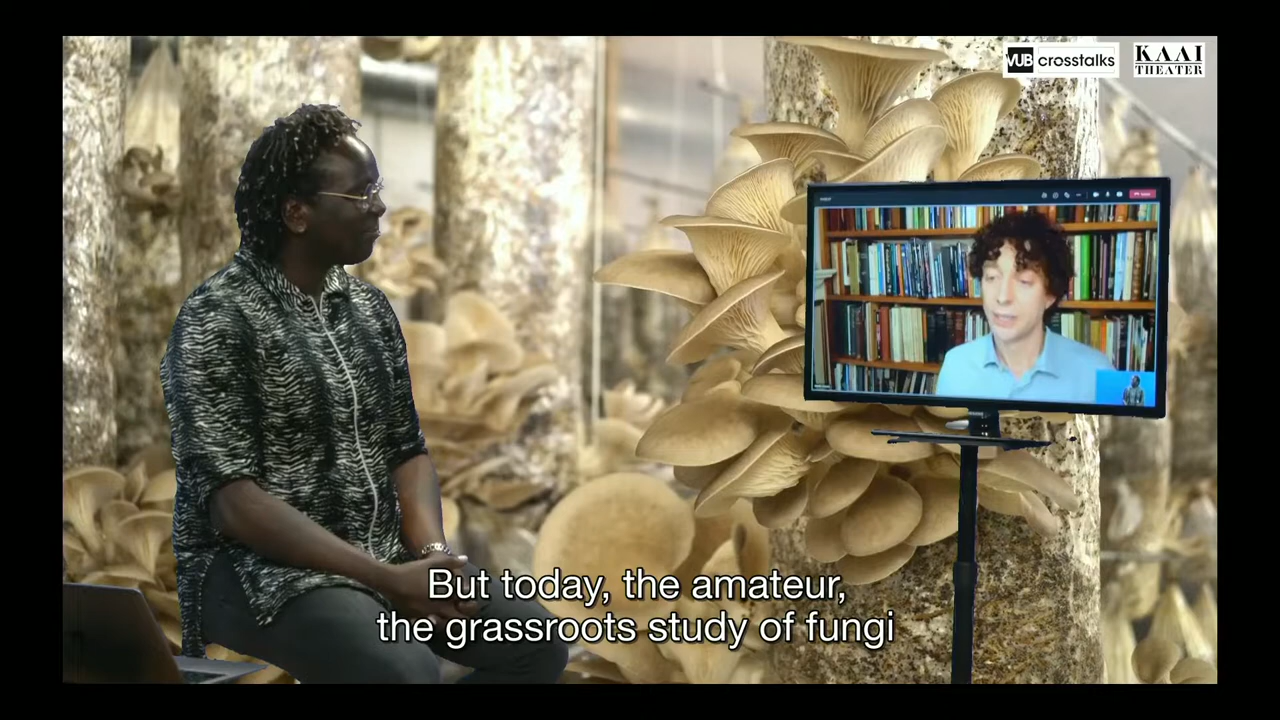 VUB crosstalks
KAAI
THEATER
But today, the amateur,
the grassroots study of fungi